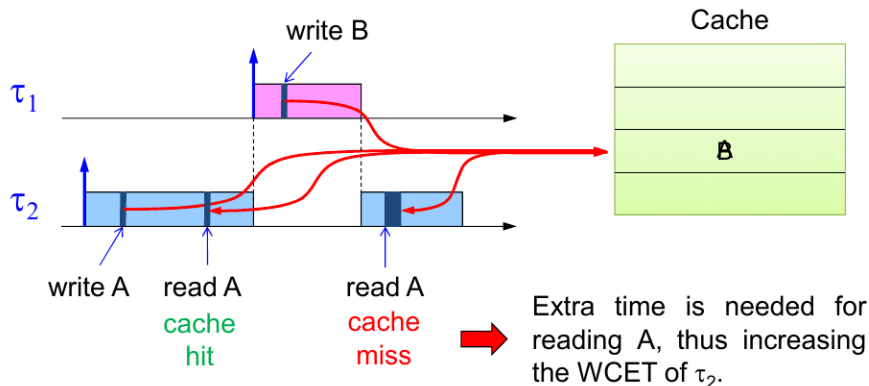 Cache
write B
τ1
A
B
τ2
write A
read A
cache
hit
read A
cache
miss
Extra time is needed for
reading A, thus increasing
the WCET of τ2.